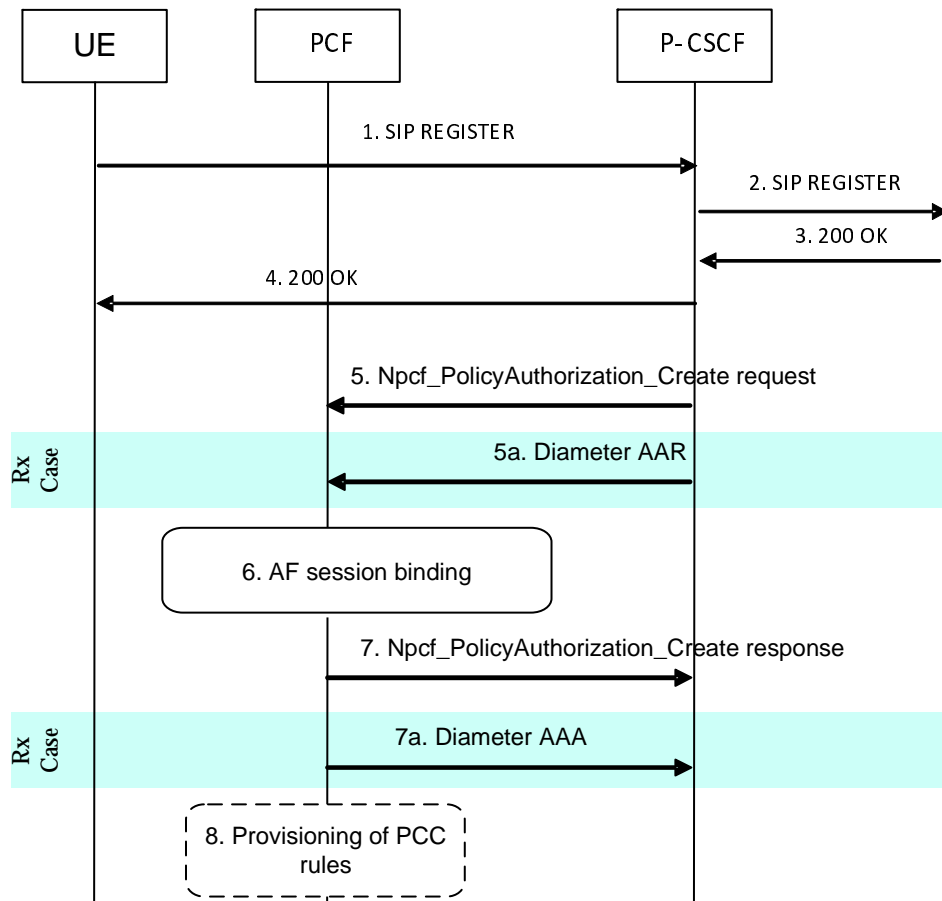 UE
PCF
P-CSCF
1. SIP REGISTER
2. SIP REGISTER
3. 200 OK
4. 200 OK
5. Npcf_PolicyAuthorization_Create request
Rx
Case
5a. Diameter AAR
6. AF session binding
7. Npcf_PolicyAuthorization_Create response
Rx
Case
7a. Diameter AAA
8. Provisioning of PCC
rules